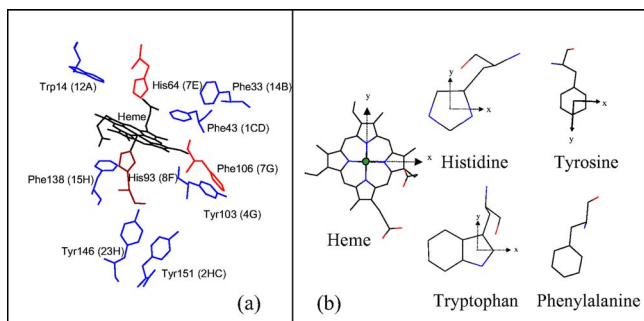 Trp14 (12A)
His64 (7E)
Phe33 (14B)
Heme
Phe43 (1CD)
Phe138 (15H)
His93 (8F)
Phe106 (7G)
Tyr103 (4G)
Tyr146 (23H)
Tyr151 (2HC)
(a)
y
x
Heme
y
x
Histidine
x
y
Tyrosine
y
x
Tryptophan
Phenylalanine
(b)